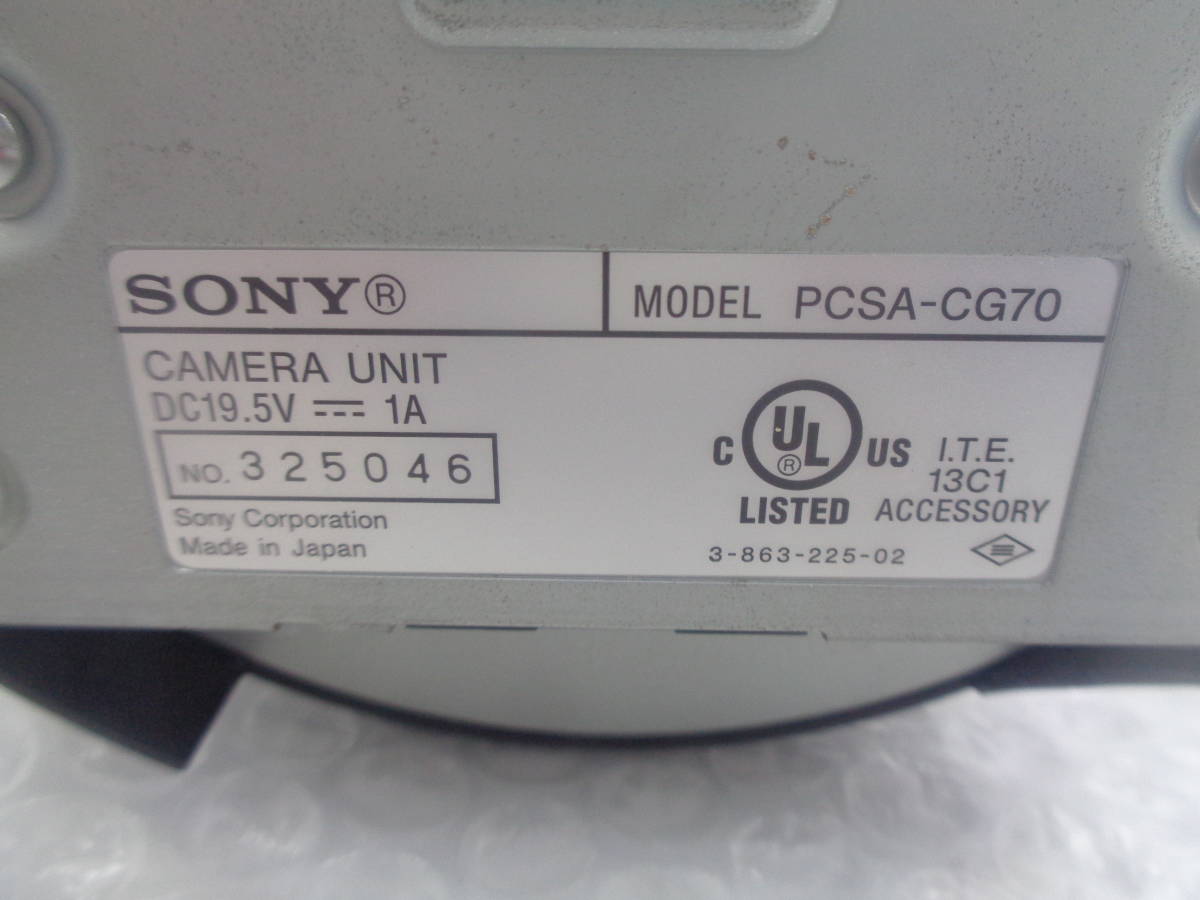 SONY®
MODEL PCSA-CG70
CAMERA UNIT
DC19.5V ⎓ 1A
NO. 325046
Sony Corporation
Made in Japan
C UL® US
LISTED
I.T.E.
13C1
ACCESSORY
3-863-225-02